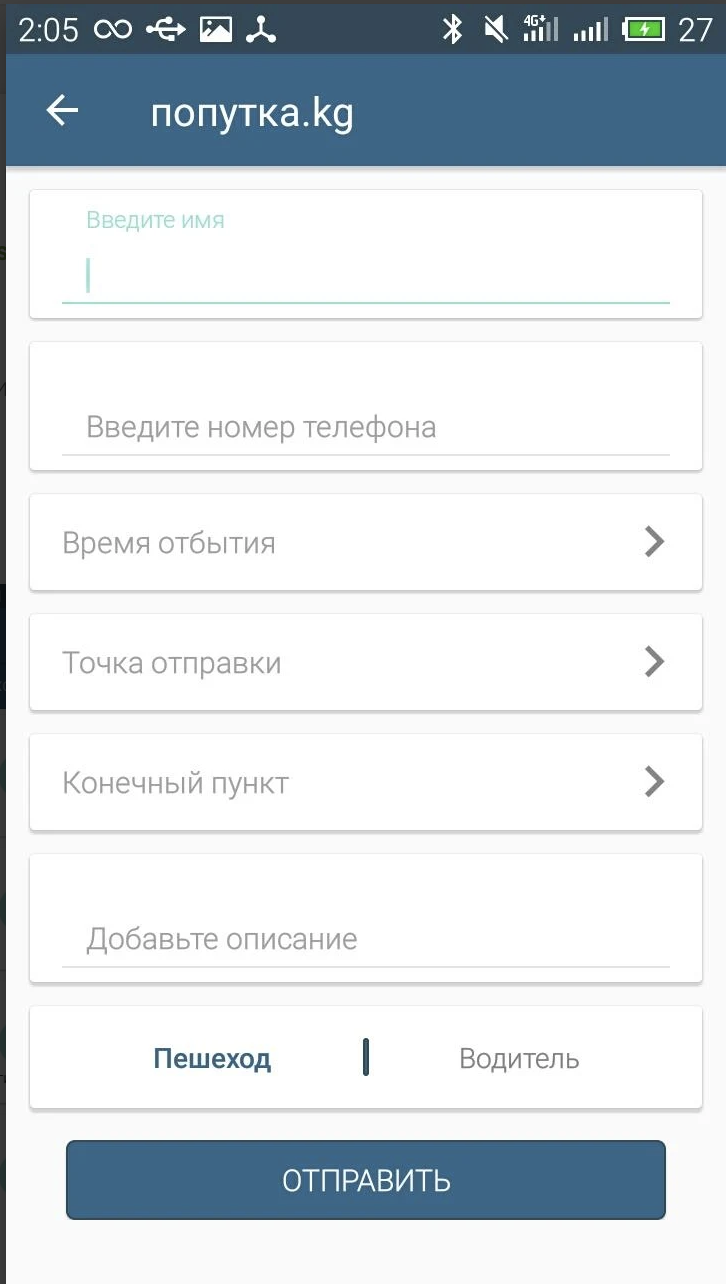 2:05 4G+ 27
попутка.kg
Введите имя
Введите номер телефона
Время отбытия
Точка отправки
Конечный пункт
Добавьте описание
Пешеход Водитель
ОТПРАВИТЬ